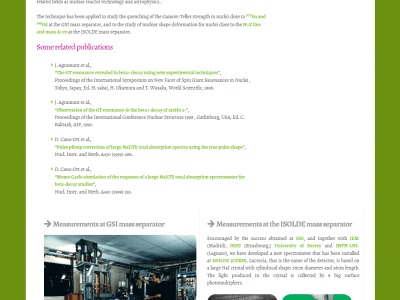 related fields as nuclear reactor technology and astrophysics..
The technique has been applied to study the quenching of the Gamow-Teller strength in nuclei close to
at the GSI mass separator, and to the study of nuclear shape deformation for nuclei close to the N=Z line
and mass A≈70 at the ISOLDE mass separator.
Some related publications
J. Agramunt et al.,
"The GT resonance revealed in beta+ decay using new experimental techniques",
Proceedings of the International Symposium on New Facet of Spin Giant Resonances in Nuclei ,
Tokyo, Japan, Ed. H. Sakai, H. Okamura and T. Wasaka, World Scientific, 1998.
J. Agramunt et al.,
"Observation of the GT resonance in the beta+ decay of
Proceedings of the International Conference Nuclear Structure 1998 , Gatlinburg, USA, Ed. C.
Baktash, AIP, 1999.
D. Cano-Ott et al.,
"Pulse pileup correction of large NaI(Tl) total absorption spectra using the true pulse shape",
Nucl. Instr. and Meth. A430 (1999) 488.
D. Cano-Ott et al.,
"Monte Carlo simulation of the response of a large NaI(Tl) total absorption spectrometer for
beta-decay studies",
Nucl. Instr. and Meth. A430 (1999) 333.
Measurements at GSI mass separator
Measurements at the ISOLDE mass separator
Encouraged by the success obtained at GSI, and together with IEM
(Madrid), IReS (Strasbourg,) University of Surrey and INFN-LNL
(Legnaro), we have developed a new spectrometer that has been installed
at ISOLDE (CERN). Lucrecia, that is the name of the detector, is based on
a large NaI crystal with cylindrical shape: 38cm diameter and 38cm length.
The light produced in the crystal is collected by 8 big surface
photomultipliers.